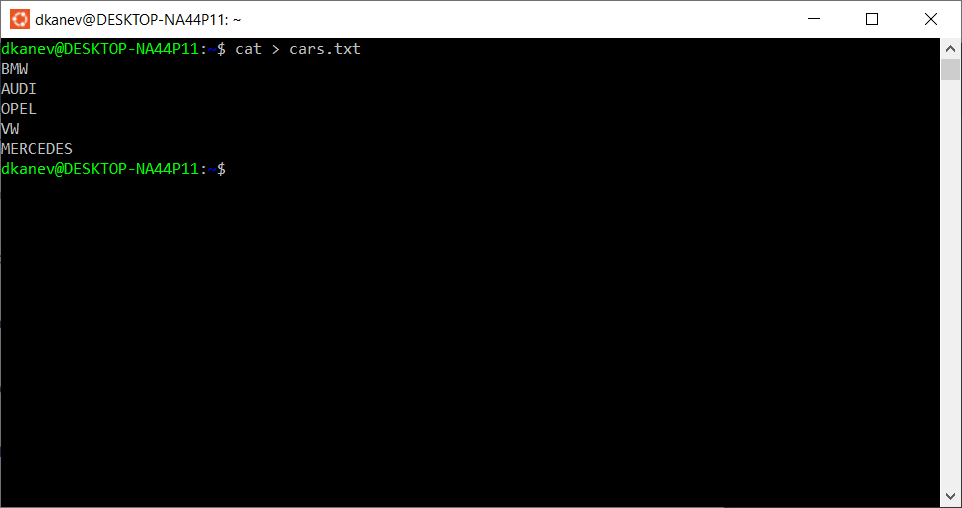 dkanev@DESKTOP-NA44P11: ~
dkanev@DESKTOP-NA44P11:~$ cat > cars.txt
BMW
AUDI
OPEL
VW
MERCEDES
dkanev@DESKTOP-NA44P11:~$